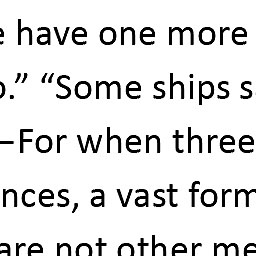 e have one more
o.” “Some ships s
–For when three
nces, a vast form
are not other me